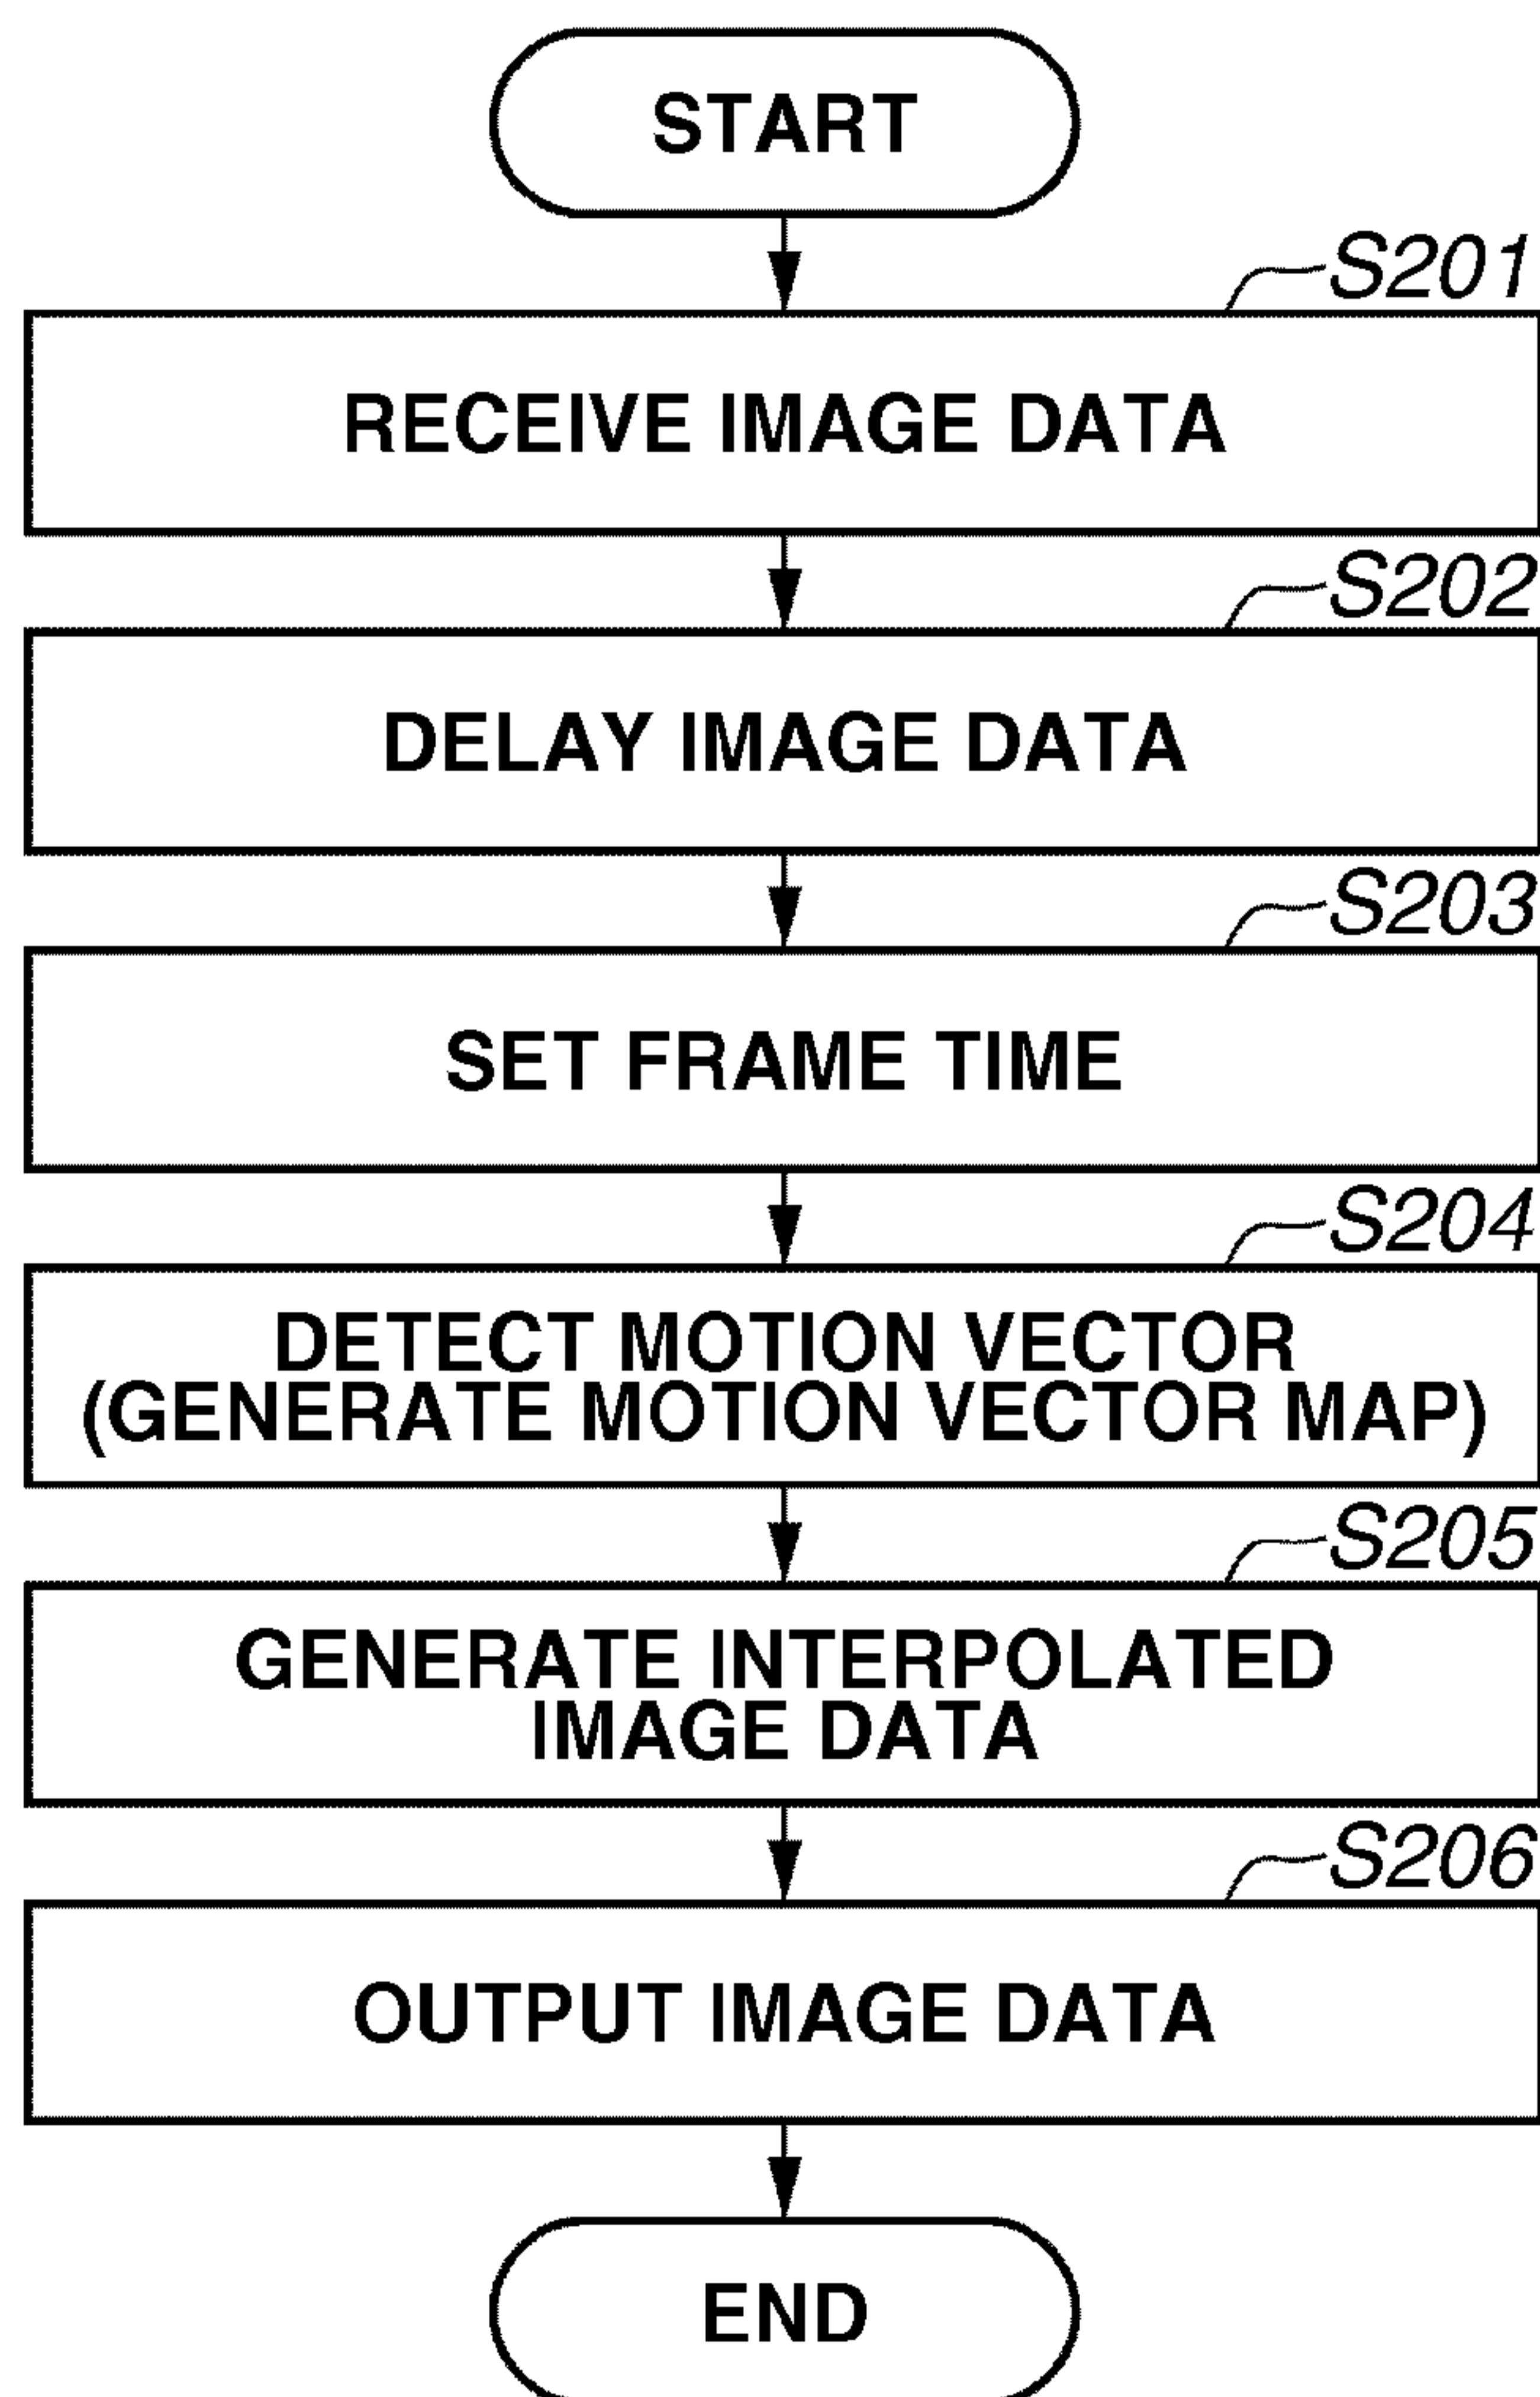 START
S201
RECEIVE IMAGE DATA
S202
DELAY IMAGE DATA
S203
SET FRAME TIME
S204
DETECT MOTION VECTOR
(GENERATE MOTION VECTOR MAP)
S205
GENERATE INTERPOLATED
IMAGE DATA
S206
OUTPUT IMAGE DATA
END